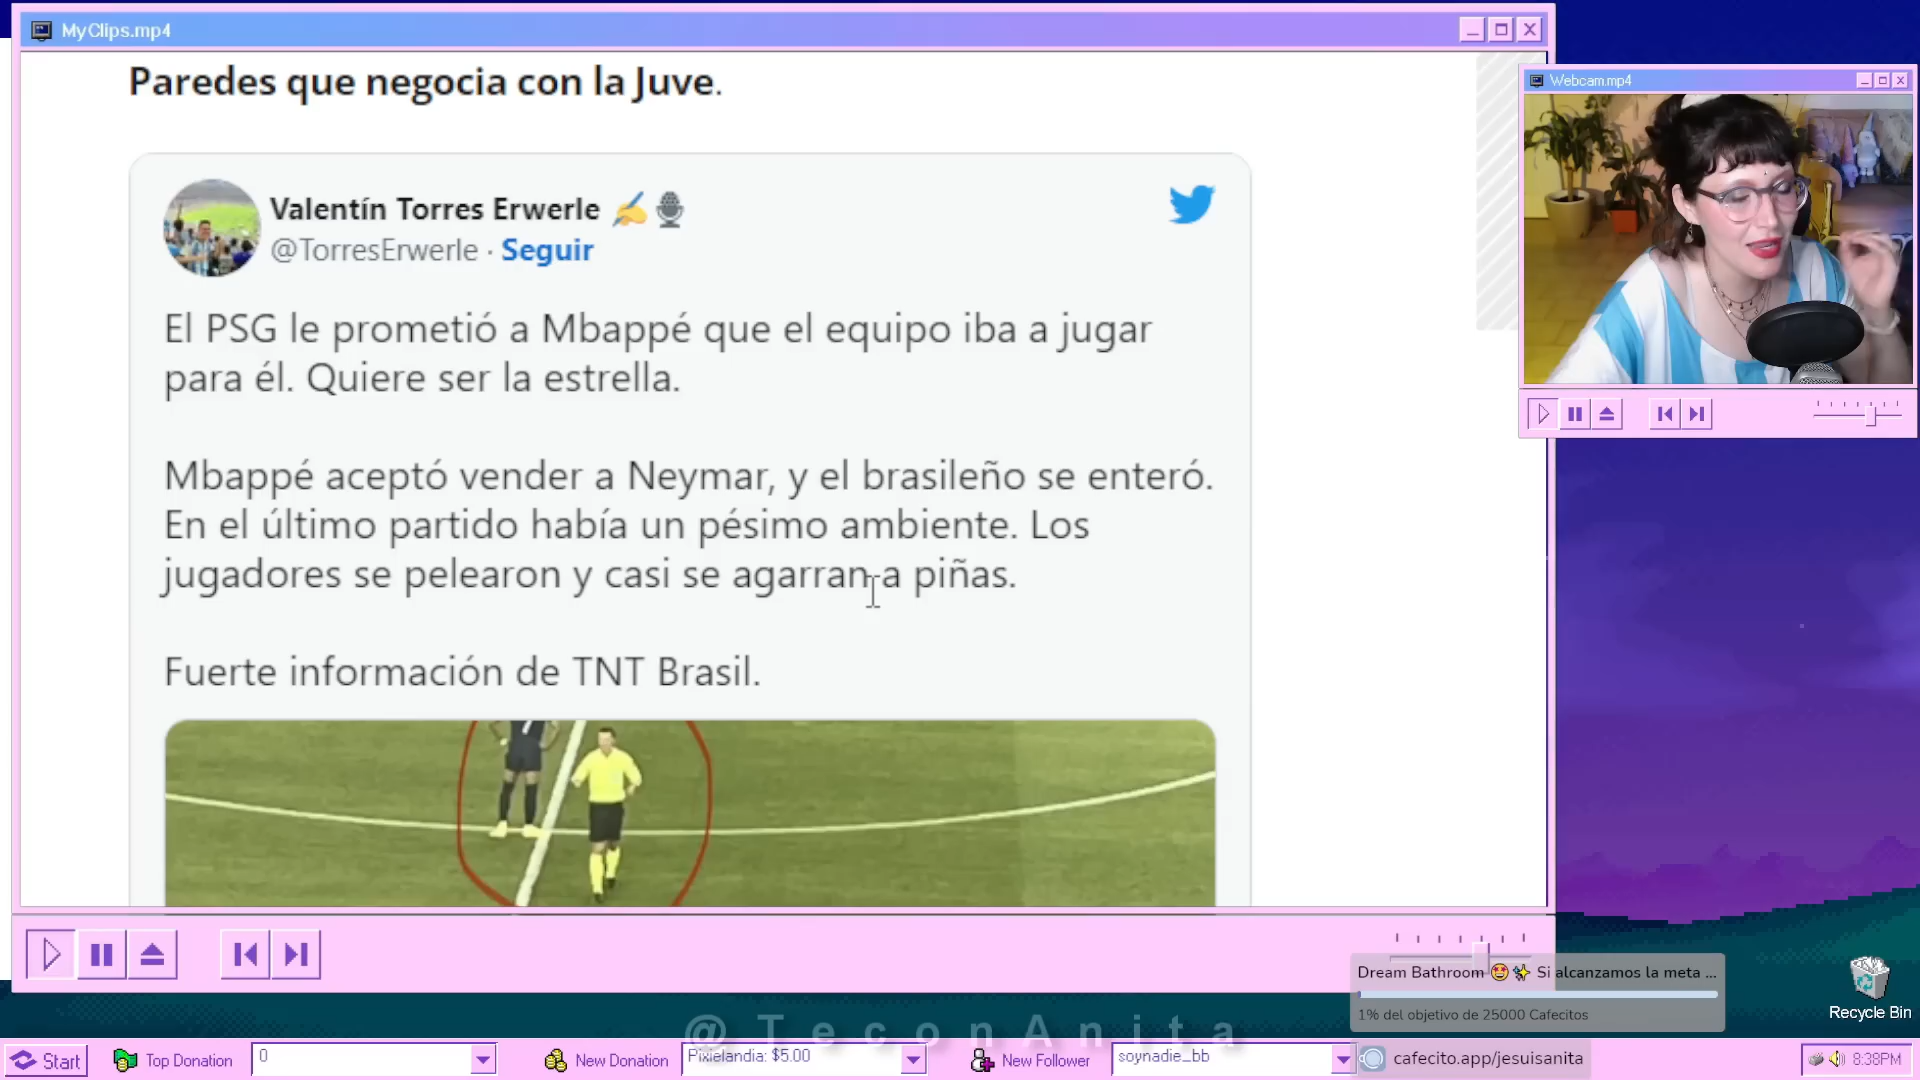 MyClips.mp4
Paredes que negocia con la Juve.
Webcam.mp4
Valentín Torres Erwerle ✍️🎙️
@TorresErwerle · Seguir
El PSG le prometió a Mbappé que el equipo iba a jugar
para él. Quiere ser la estrella.
Mbappé aceptó vender a Neymar, y el brasileño se enteró.
En el último partido había un pésimo ambiente. Los
jugadores se pelearon y casi se agarran a piñas.
Fuerte información de TNT Brasil.
Dream Bathroom 🤩✨ Si alcanzamos la meta ...
1% del objetivo de 25000 Cafecitos
Recycle Bin
@TeconAnita
Start
Top Donation
0
New Donation
Pixielandia: $5.00
New Follower
soynadie_bb
cafecito.app/jesuisanita
8:38PM